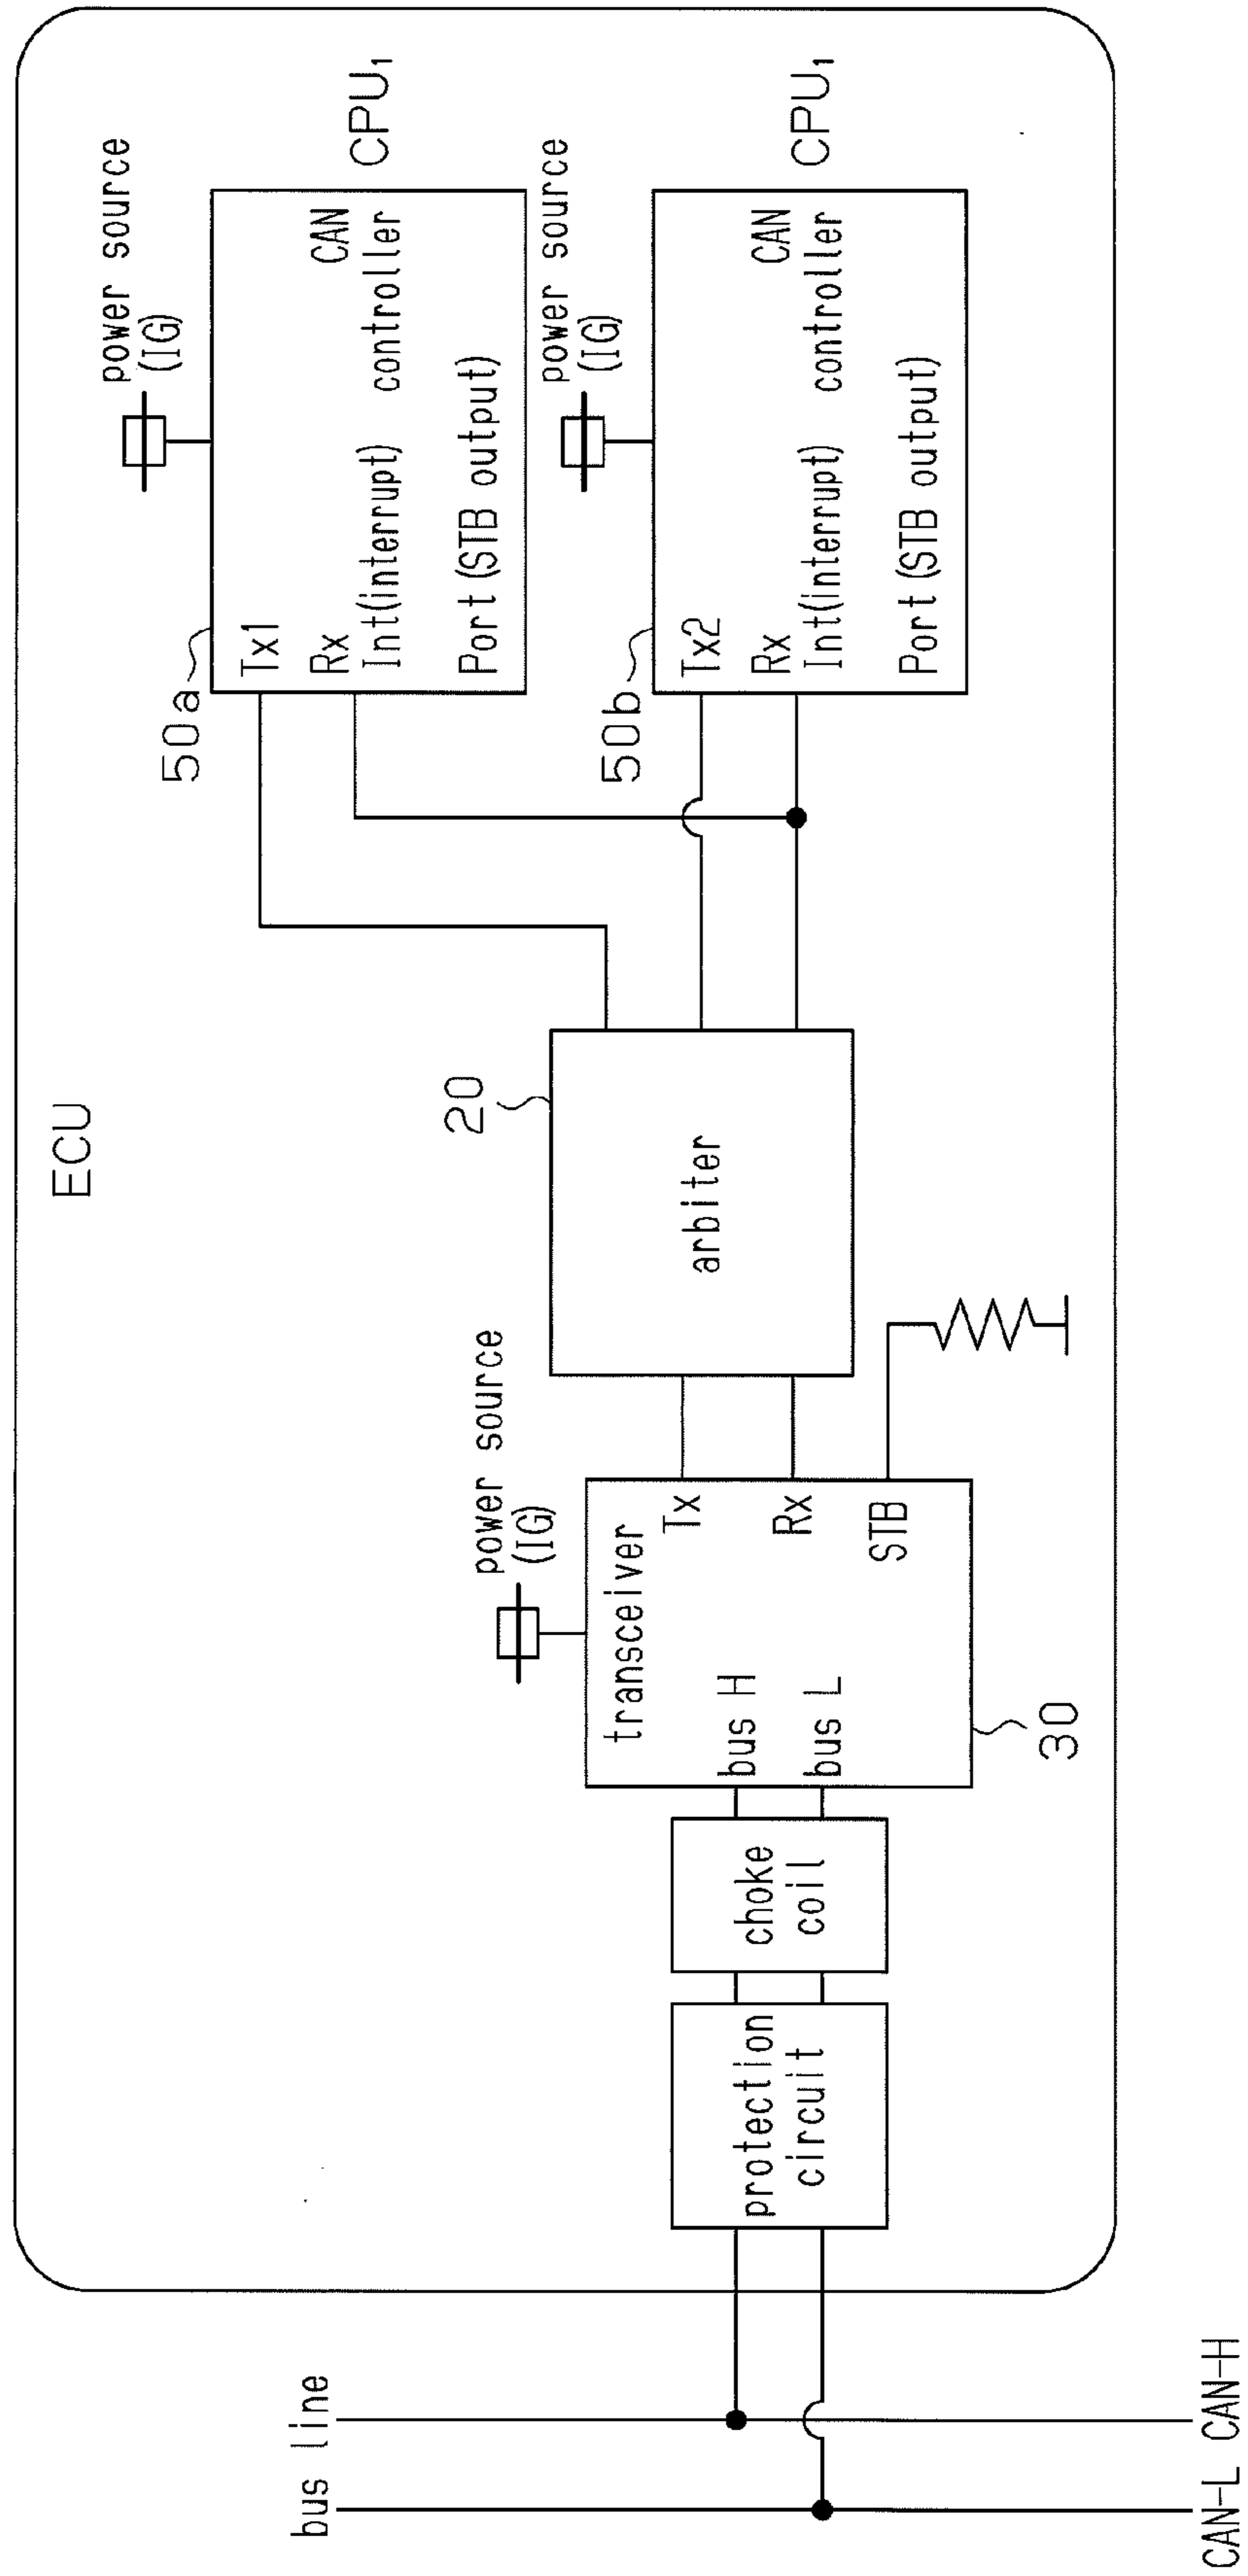 ECU
bus line
CAN-L
CAN-H
protection
circuit
choke
coil
power source
(IG)
transceiver
bus H
bus L
Tx
Rx
STB
30
20
arbiter
50a
power source
(IG)
Tx1
Rx
CAN
Int(interrupt)
controller
Port(STB output)
CPU₁
50b
power source
(IG)
Tx2
Rx
CAN
Int(interrupt)
controller
Port(STB output)
CPU₁